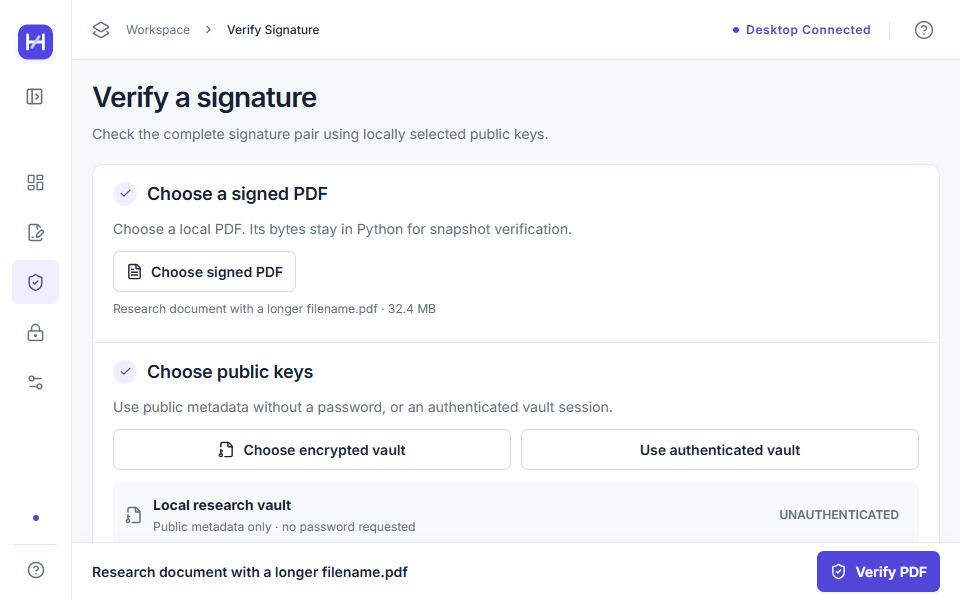 Workspace
Verify Signature
Desktop Connected
Verify a signature
Check the complete signature pair using locally selected public keys.
Choose a signed PDF
Choose a local PDF. Its bytes stay in Python for snapshot verification.
Choose signed PDF
Research document with a longer filename.pdf · 32.4 MB
Choose public keys
Use public metadata without a password, or an authenticated vault session.
Choose encrypted vault
Use authenticated vault
Local research vault
Public metadata only · no password requested
UNAUTHENTICATED
Research document with a longer filename.pdf
Verify PDF